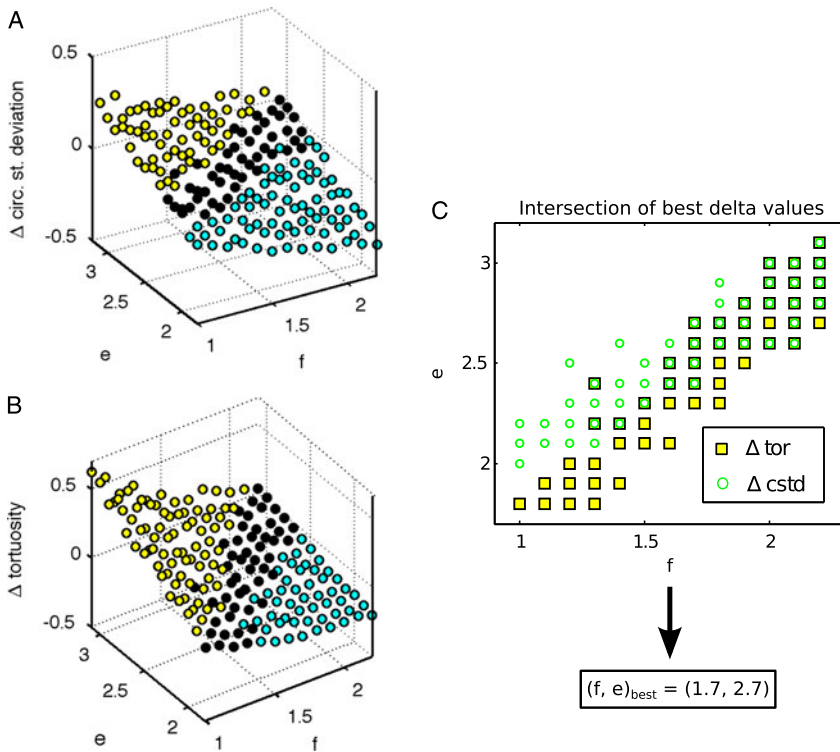 A
0.5
0
-0.5
Δ circ. st. deviation
3
2.5
2
e
1
1.5
2
f
B
0.5
0
-0.5
Δ tortuosity
3
2.5
2
e
1
1.5
2
f
C
Intersection of best delta values
3
2.5
2
e
1
1.5
2
f
Δ tor
Δ cstd
(f, e)best = (1.7, 2.7)